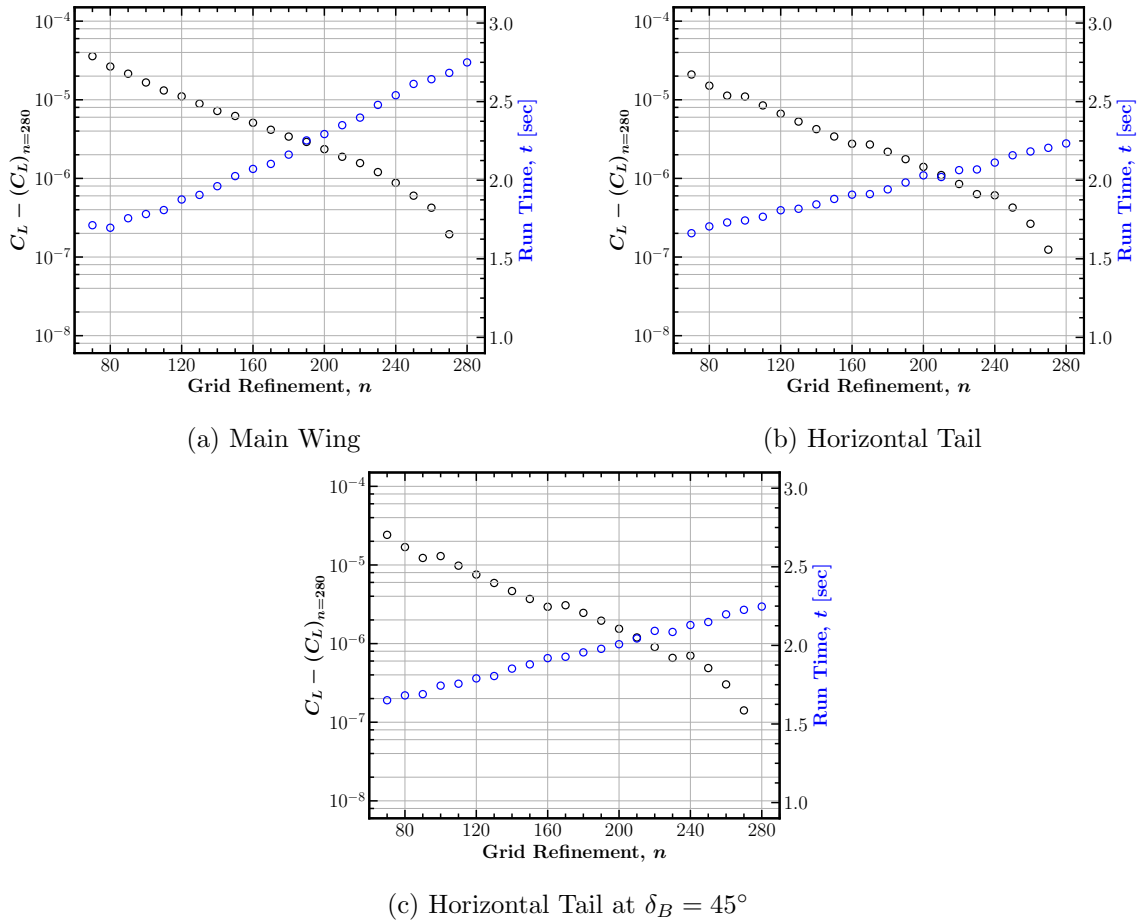 10⁻⁴
10⁻⁵
10⁻⁶
10⁻⁷
10⁻⁸
C_L − (C_L)_{n=280}
80 120 160 200 240 280
Grid Refinement, n
3.0
2.5
2.0
1.5
1.0
Run Time, t [sec]
(a) Main Wing
10⁻⁴
10⁻⁵
10⁻⁶
10⁻⁷
10⁻⁸
C_L − (C_L)_{n=280}
80 120 160 200 240 280
Grid Refinement, n
3.0
2.5
2.0
1.5
1.0
Run Time, t [sec]
(b) Horizontal Tail
10⁻⁴
10⁻⁵
10⁻⁶
10⁻⁷
10⁻⁸
C_L − (C_L)_{n=280}
80 120 160 200 240 280
Grid Refinement, n
3.0
2.5
2.0
1.5
1.0
Run Time, t [sec]
(c) Horizontal Tail at δ_B = 45°